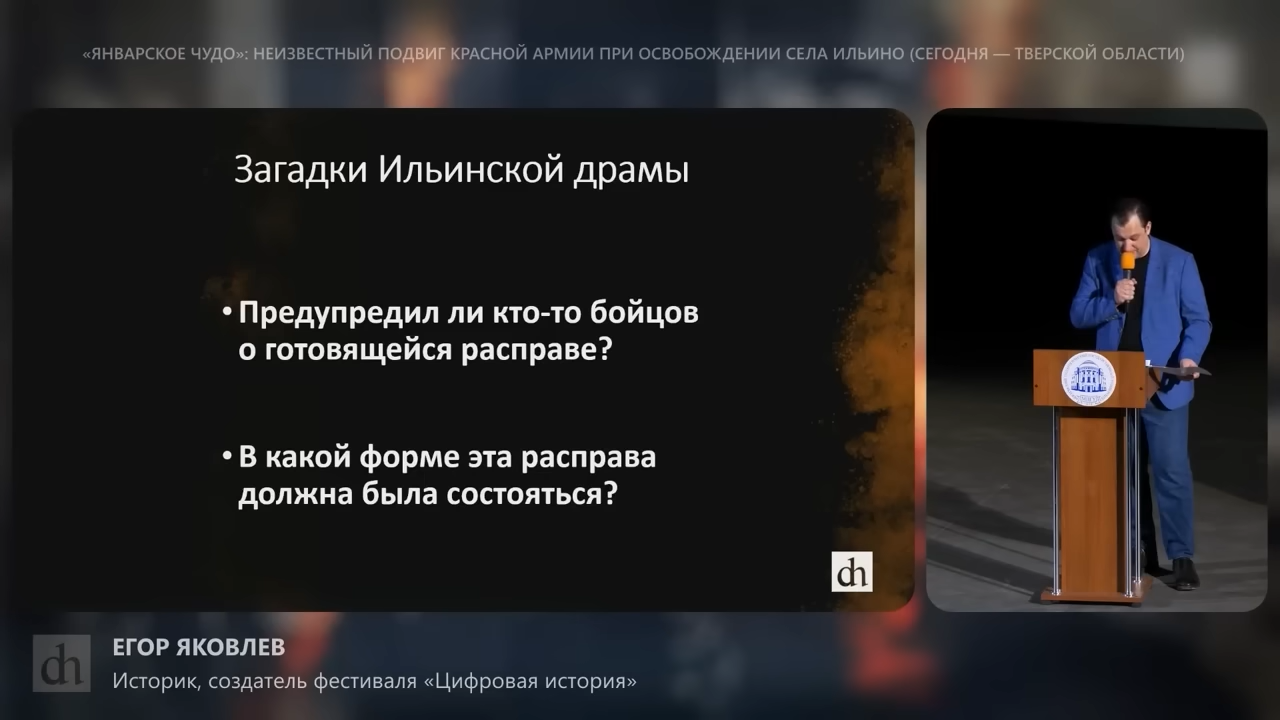 «ЯНВАРСКОЕ ЧУДО»: НЕИЗВЕСТНЫЙ ПОДВИГ КРАСНОЙ АРМИИ ПРИ ОСВОБОЖДЕНИИ СЕЛА ИЛЬИНО (СЕГОДНЯ — ТВЕРСКОЙ ОБЛАСТИ)
Загадки Ильинской драмы
• Предупредил ли кто-то бойцов
о готовящейся расправе?
• В какой форме эта расправа
должна была состояться?
dh
dh
ЕГОР ЯКОВЛЕВ
Историк, создатель фестиваля «Цифровая история»